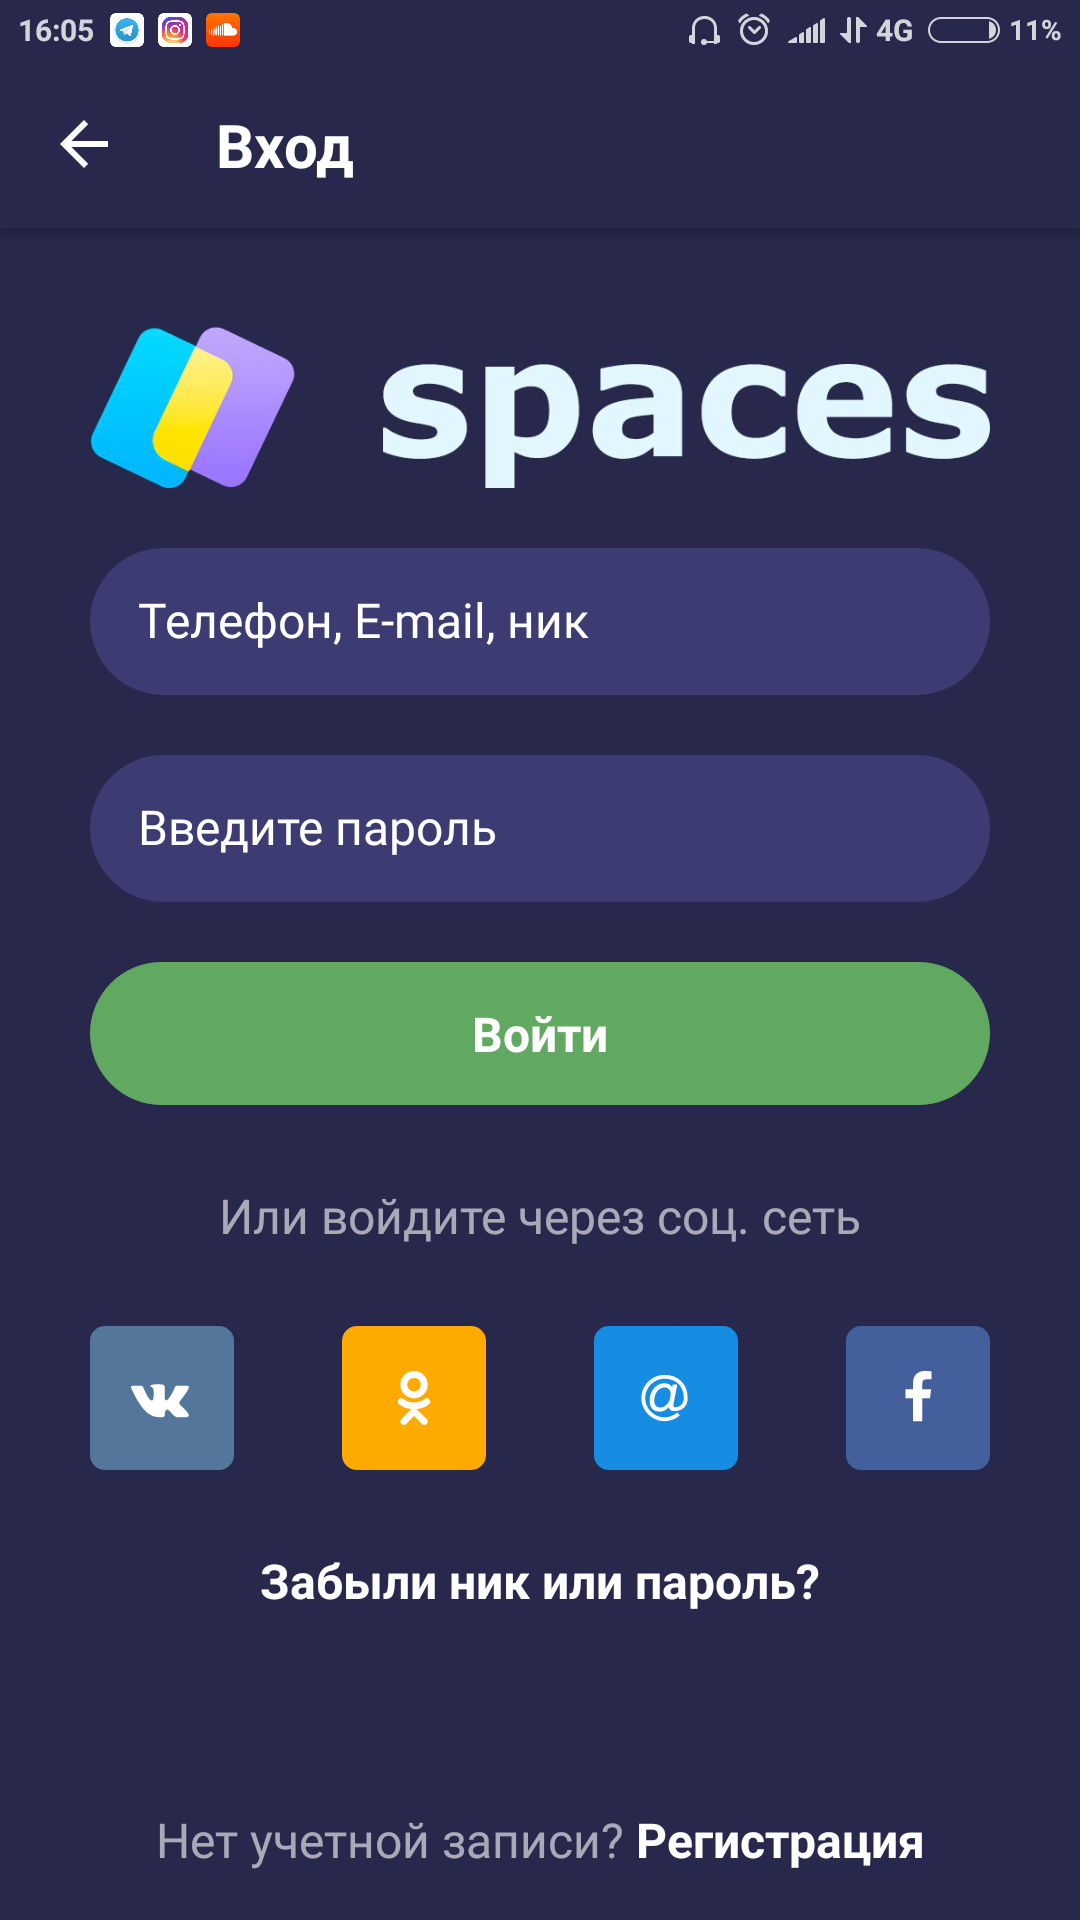 16:05 4G 11%
Вход
spaces
Телефон, E-mail, ник
Введите пароль
Войти
Или войдите через соц. сеть
@ f
Забыли ник или пароль?
Нет учетной записи? Регистрация